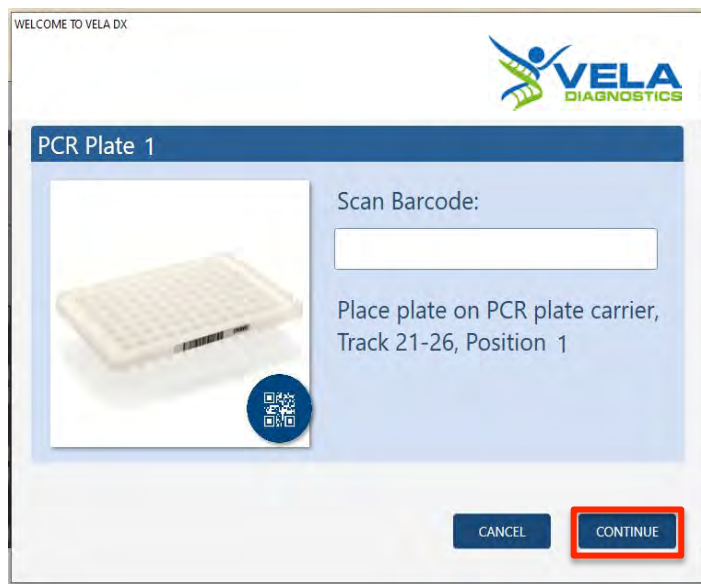 WELCOME TO VELA DX
VELA
DIAGNOSTICS
PCR Plate 1
Scan Barcode:
Place plate on PCR plate carrier,
Track 21-26, Position 1
CANCEL
CONTINUE